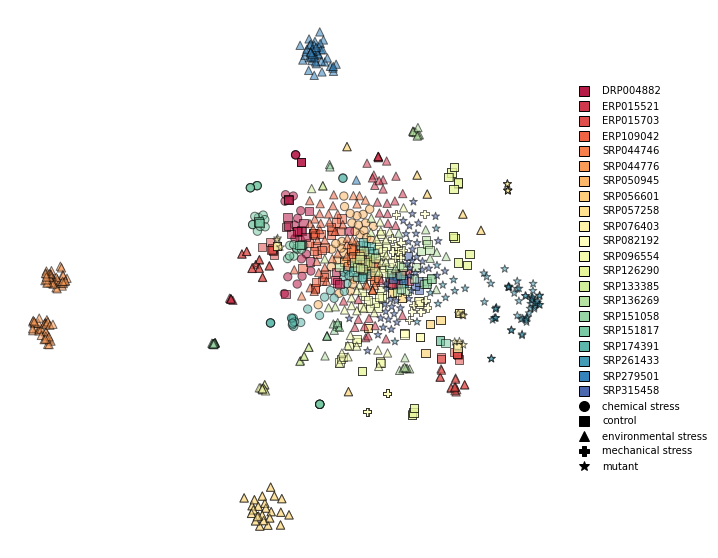 DRP004882
ERP015521
ERP015703
ERP109042
SRP044746
SRP044776
SRP050945
SRP056601
SRP057258
SRP076403
SRP082192
SRP096554
SRP126290
SRP133385
SRP136269
SRP151058
SRP151817
SRP174391
SRP261433
SRP279501
SRP315458
chemical stress
control
environmental stress
mechanical stress
mutant